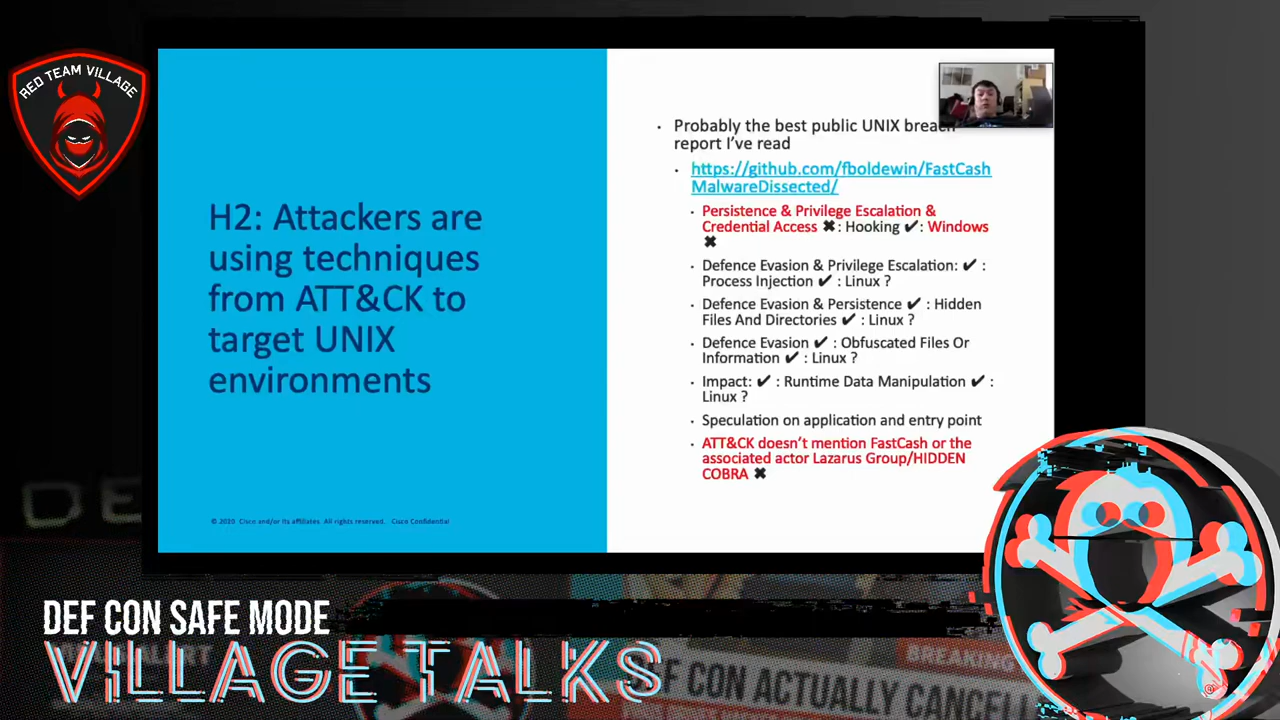 RED TEAM VILLAGE
H2: Attackers are
using techniques
from ATT&CK to
target UNIX
environments
© 2020 Cisco and/or its affiliates. All rights reserved. Cisco Confidential
• Probably the best public UNIX breach
report I've read
• https://github.com/fboldewin/FastCash
MalwareDissected/
• Persistence & Privilege Escalation &
Credential Access ✖: Hooking ✔: Windows
✖
• Defence Evasion & Privilege Escalation: ✔ :
Process Injection ✔ : Linux ?
• Defence Evasion & Persistence ✔ : Hidden
Files And Directories ✔ : Linux ?
• Defence Evasion ✔ : Obfuscated Files Or
Information ✔ : Linux ?
• Impact: ✔ : Runtime Data Manipulation ✔ :
Linux ?
• Speculation on application and entry point
• ATT&CK doesn't mention FastCash or the
associated actor Lazarus Group/HIDDEN
COBRA ✖
DEF CON SAFE MODE
VILLAGE TALKS
BREAKING
DEF CON ACTUALLY CANCELL